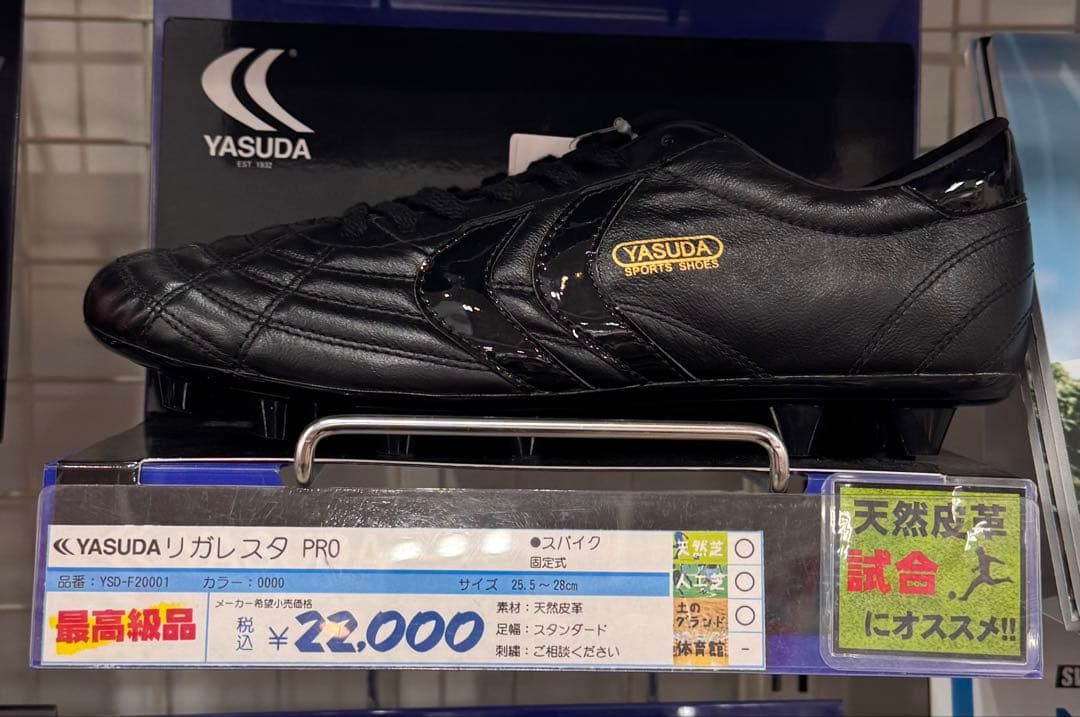 YASUDA
EST 1932
YASUDA
SPORTS SHOES
YASUDA リガレスタ PRO
●スパイク
固定式
品番：YSD-F20001 カラー：0000 サイズ 25.5～28cm
最高級品
メーカー希望小売価格
税込 ¥22,000
素材：天然皮革
足幅：スタンダード
刺繍：ご相談ください
天然芝 ○
人工芝 ○
土の
グランド ○
体育館 -
天然皮革
試合
にオススメ!!